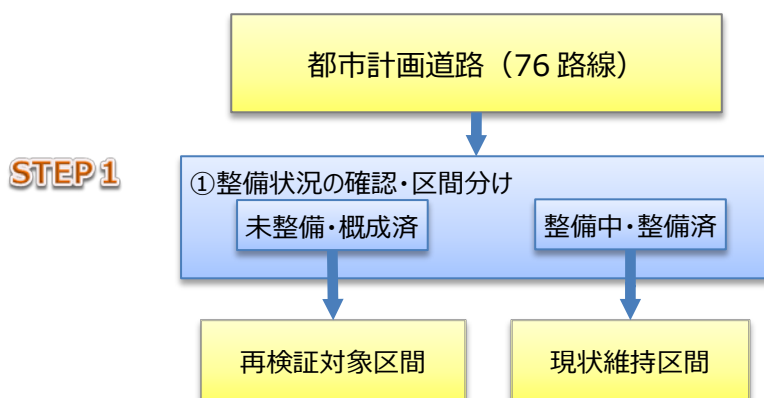 都市計画道路（76 路線）
STEP1
①整備状況の確認・区間分け
未整備・概成済
整備中・整備済
再検証対象区間
現状維持区間